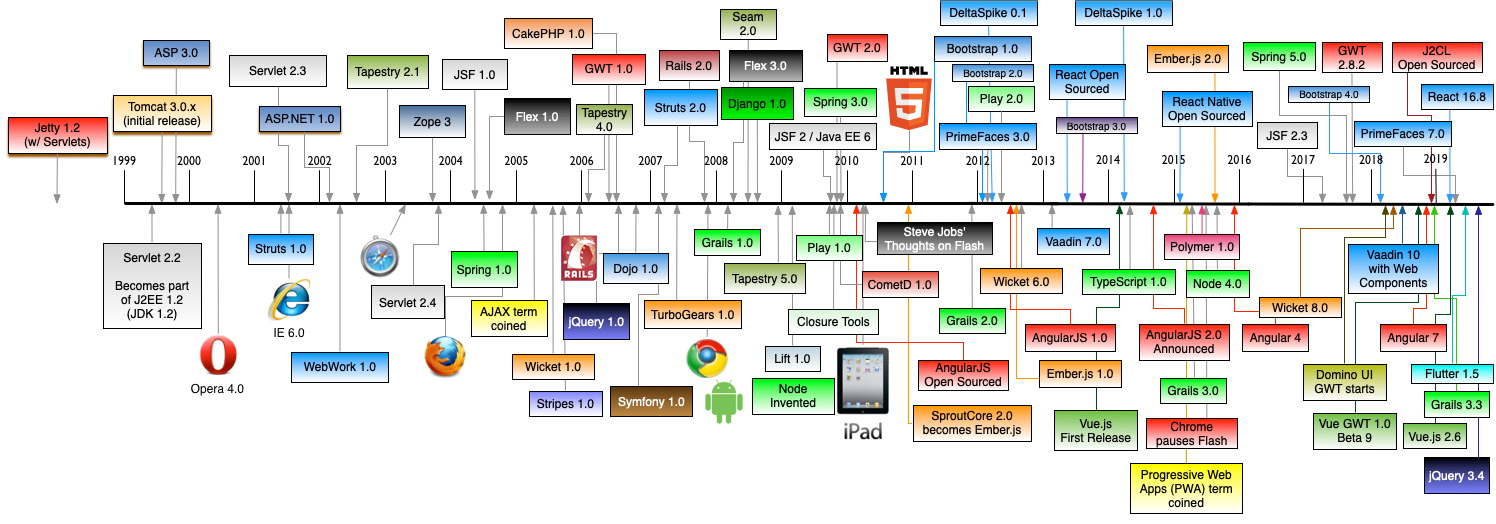 DeltaSpike 0.1
DeltaSpike 1.0
Seam
2.0
CakePHP 1.0
GWT 2.0
Bootstrap 1.0
ASP 3.0
Ember.js 2.0
Spring 5.0
GWT
2.8.2
J2CL
Open Sourced
Servlet 2.3
Tapestry 2.1
JSF 1.0
GWT 1.0
Rails 2.0
Flex 3.0
HTML
5
Bootstrap 2.0
React Open
Sourced
Bootstrap 4.0
React 16.8
Tomcat 3.0.x
(initial release)
ASP.NET 1.0
Zope 3
Flex 1.0
Tapestry
4.0
Struts 2.0
Django 1.0
Spring 3.0
Play 2.0
React Native
Open Sourced
Jetty 1.2
(w/ Servlets)
JSF 2 / Java EE 6
PrimeFaces 3.0
Bootstrap 3.0
JSF 2.3
PrimeFaces 7.0
1999
2000
2001
2002
2003
2004
2005
2006
2007
2008
2009
2010
2011
2012
2013
2014
2015
2016
2017
2018
2019
Servlet 2.2
Becomes part
of J2EE 1.2
(JDK 1.2)
Struts 1.0
Spring 1.0
RAILS
Dojo 1.0
Grails 1.0
Play 1.0
Steve Jobs'
Thoughts on Flash
Vaadin 7.0
Polymer 1.0
Vaadin 10
with Web
Components
Servlet 2.4
Tapestry 5.0
CometD 1.0
Wicket 6.0
TypeScript 1.0
Node 4.0
IE 6.0
AJAX term
coined
jQuery 1.0
TurboGears 1.0
Closure Tools
Grails 2.0
AngularJS 1.0
AngularJS 2.0
Announced
Wicket 8.0
Angular 4
Angular 7
Opera 4.0
WebWork 1.0
Wicket 1.0
Lift 1.0
AngularJS
Open Sourced
Ember.js 1.0
Domino UI
GWT starts
Flutter 1.5
Stripes 1.0
Symfony 1.0
Node
Invented
iPad
SproutCore 2.0
becomes Ember.js
Grails 3.0
Grails 3.3
Vue.js
First Release
Chrome
pauses Flash
Vue GWT 1.0
Beta 9
Vue.js 2.6
Progressive Web
Apps (PWA) term
coined
jQuery 3.4